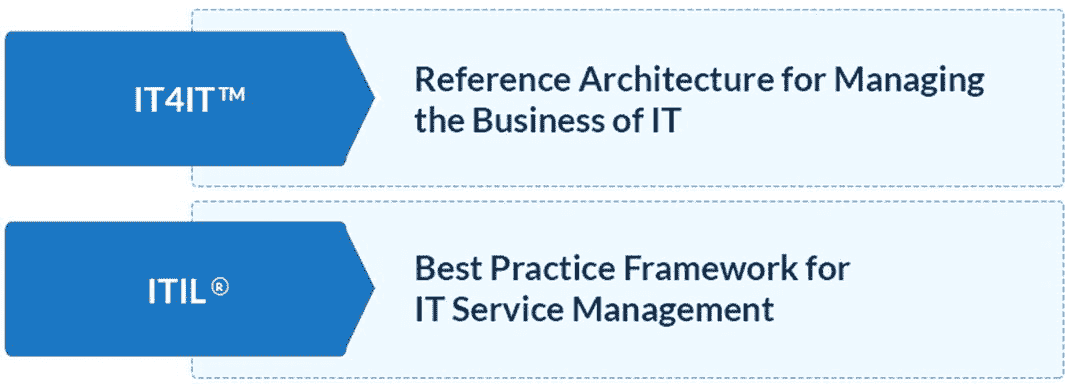 IT4IT™
Reference Architecture for Managing
the Business of IT
ITIL®
Best Practice Framework for
IT Service Management